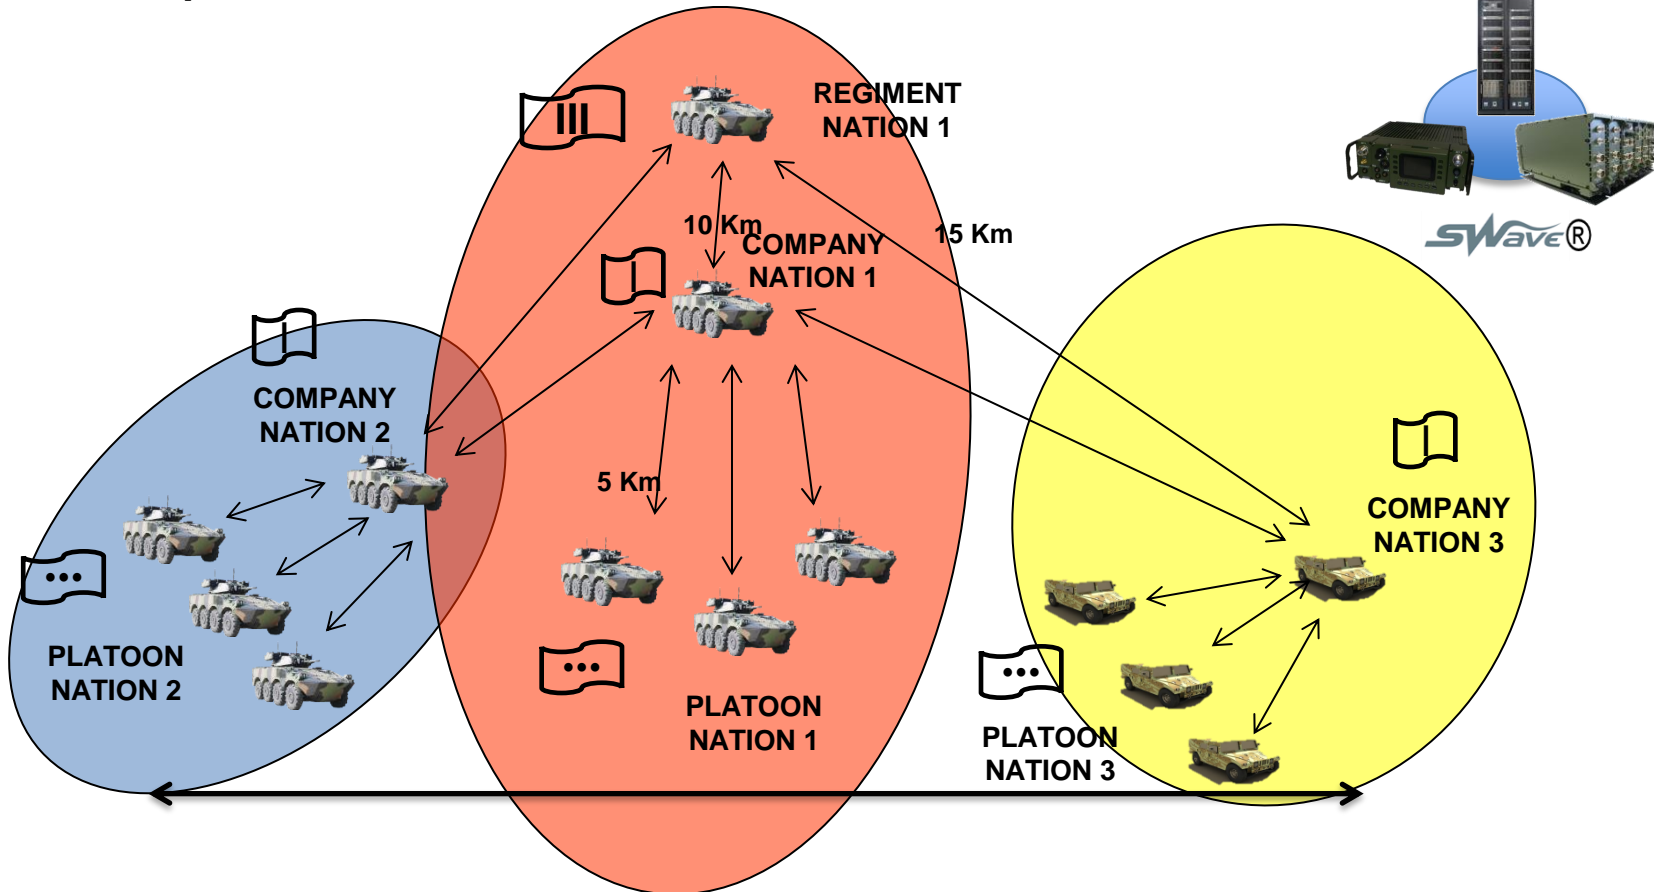 REGIMENT
NATION 1
III
10 Km
COMPANY
NATION 1
15 Km
sWave®
COMPANY
NATION 2
5 Km
COMPANY
NATION 3
PLATOON
NATION 2
PLATOON
NATION 1
PLATOON
NATION 3